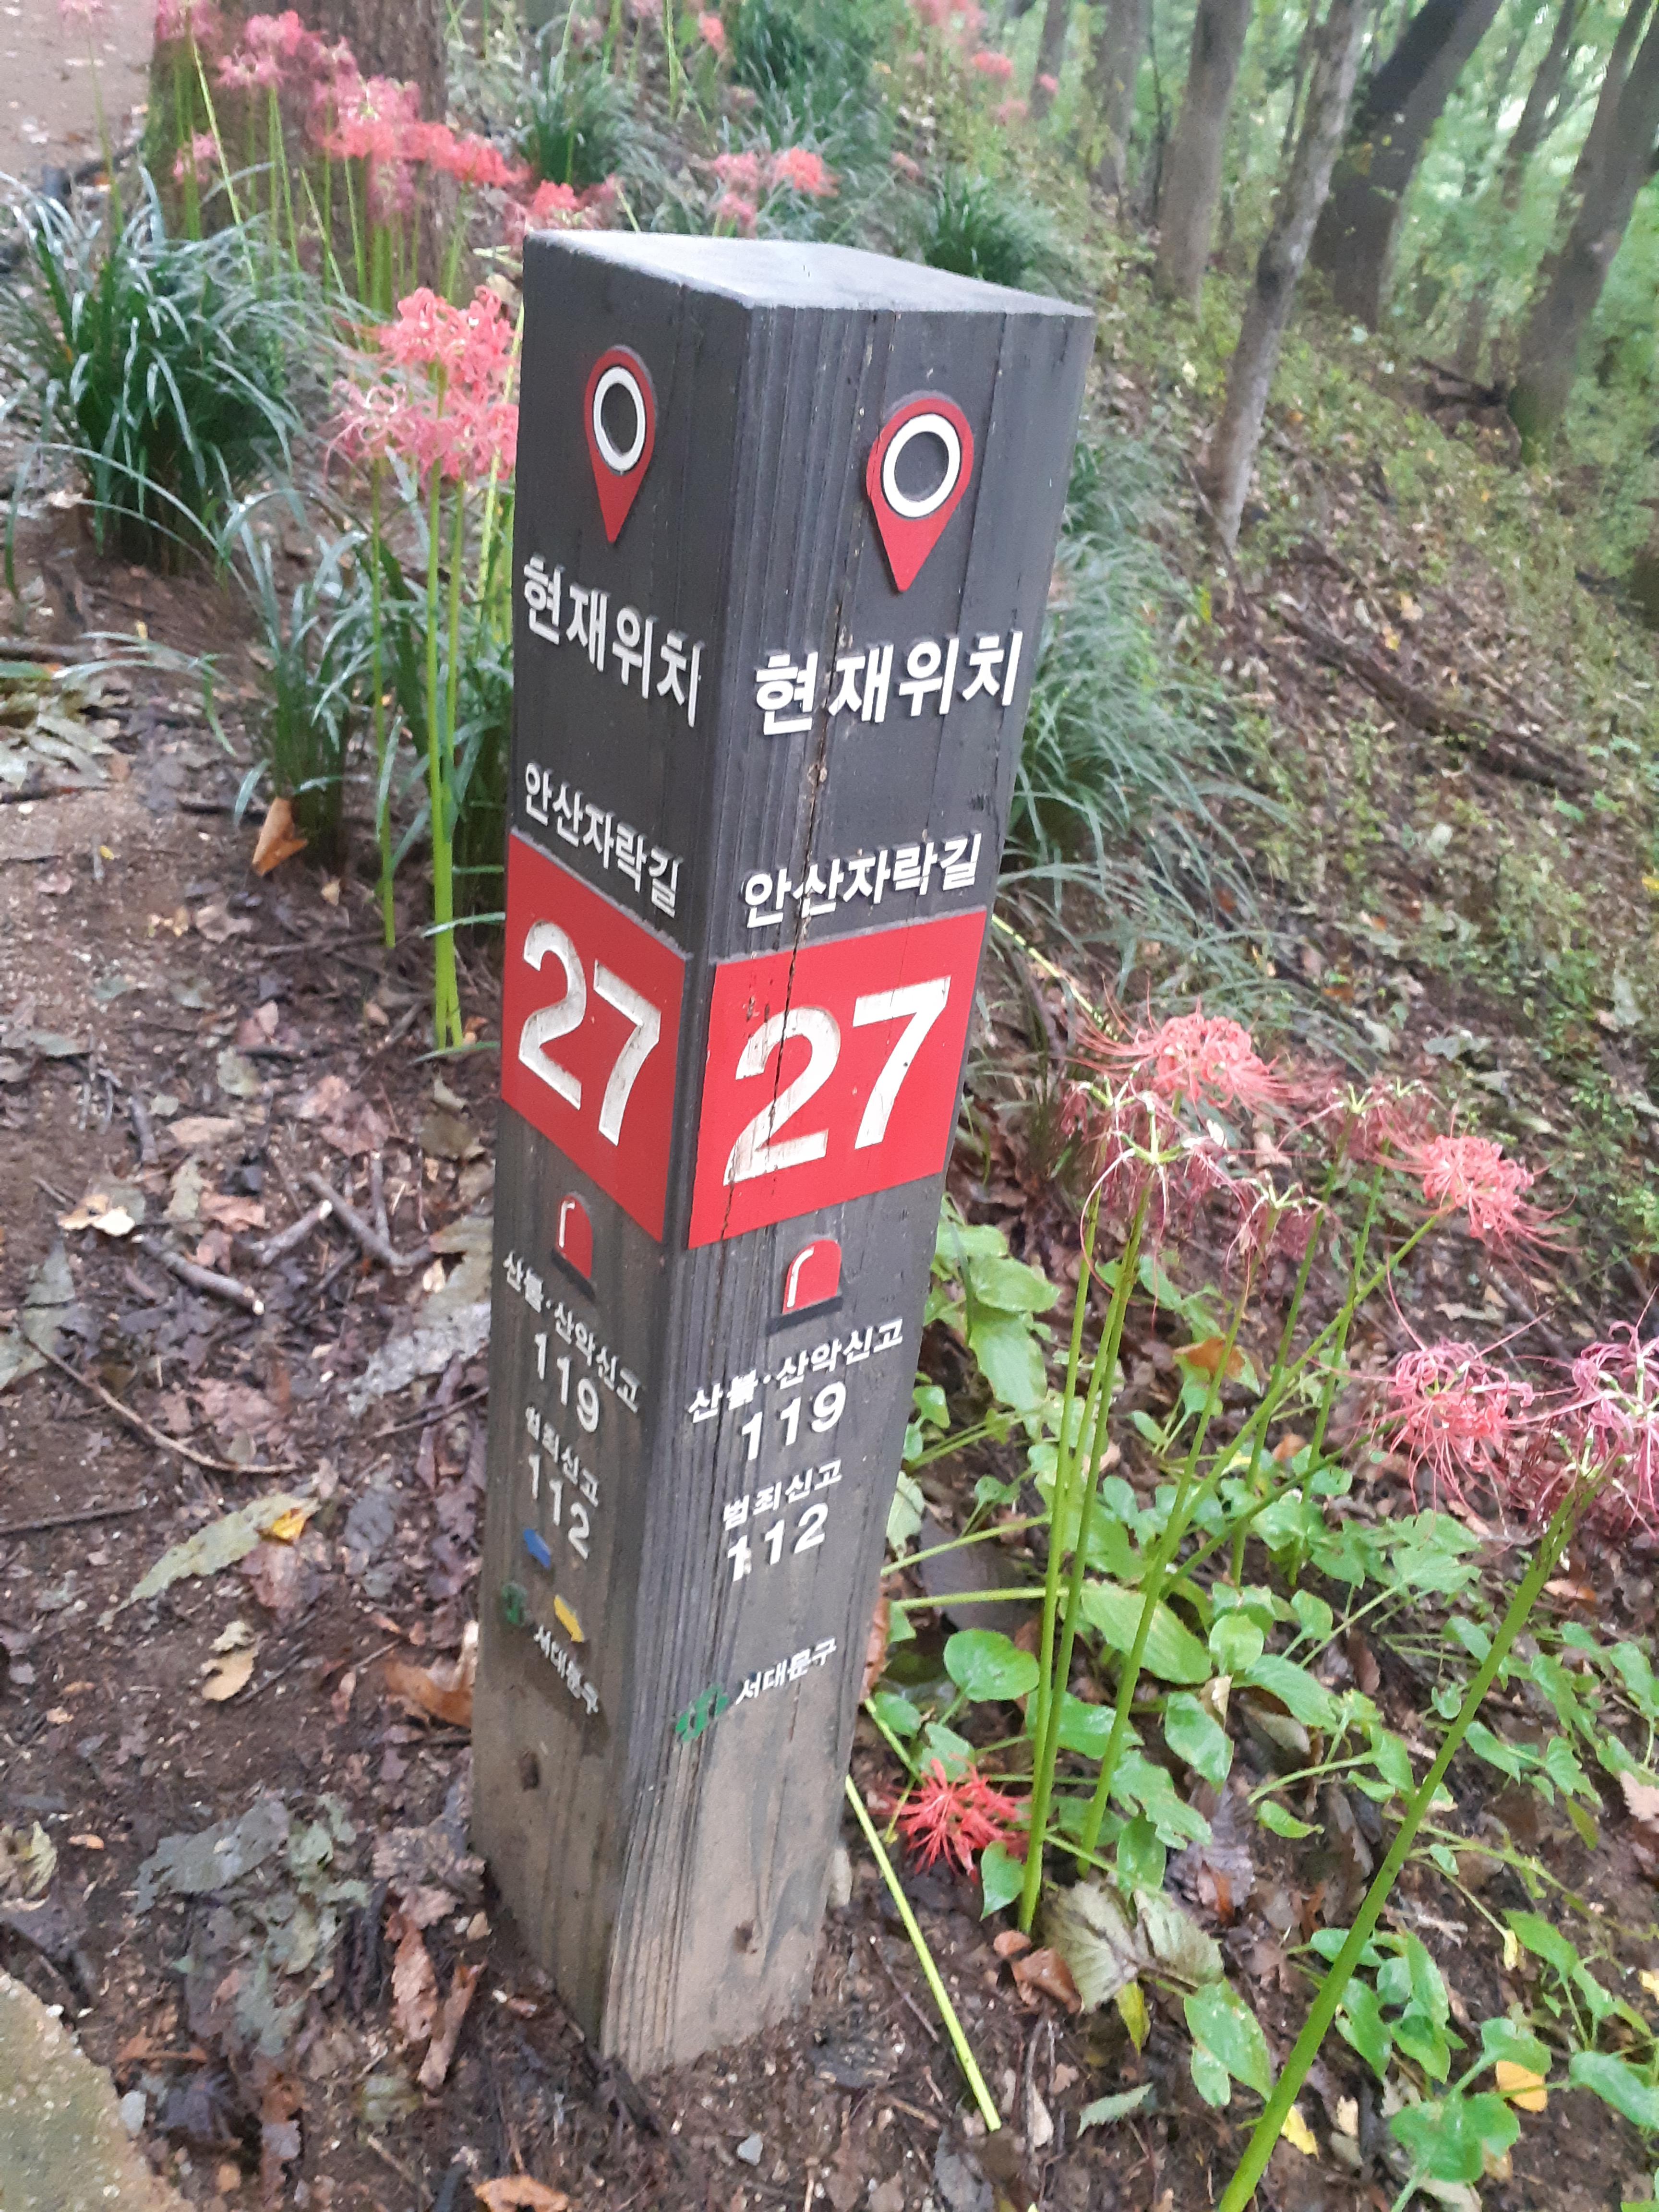 현재위치
안산자락길
27
산불·산악신고
119
범죄신고
112
서대문구
현재위치
안산자락길
27
산불·산악신고
119
범죄신고
112
서대문구